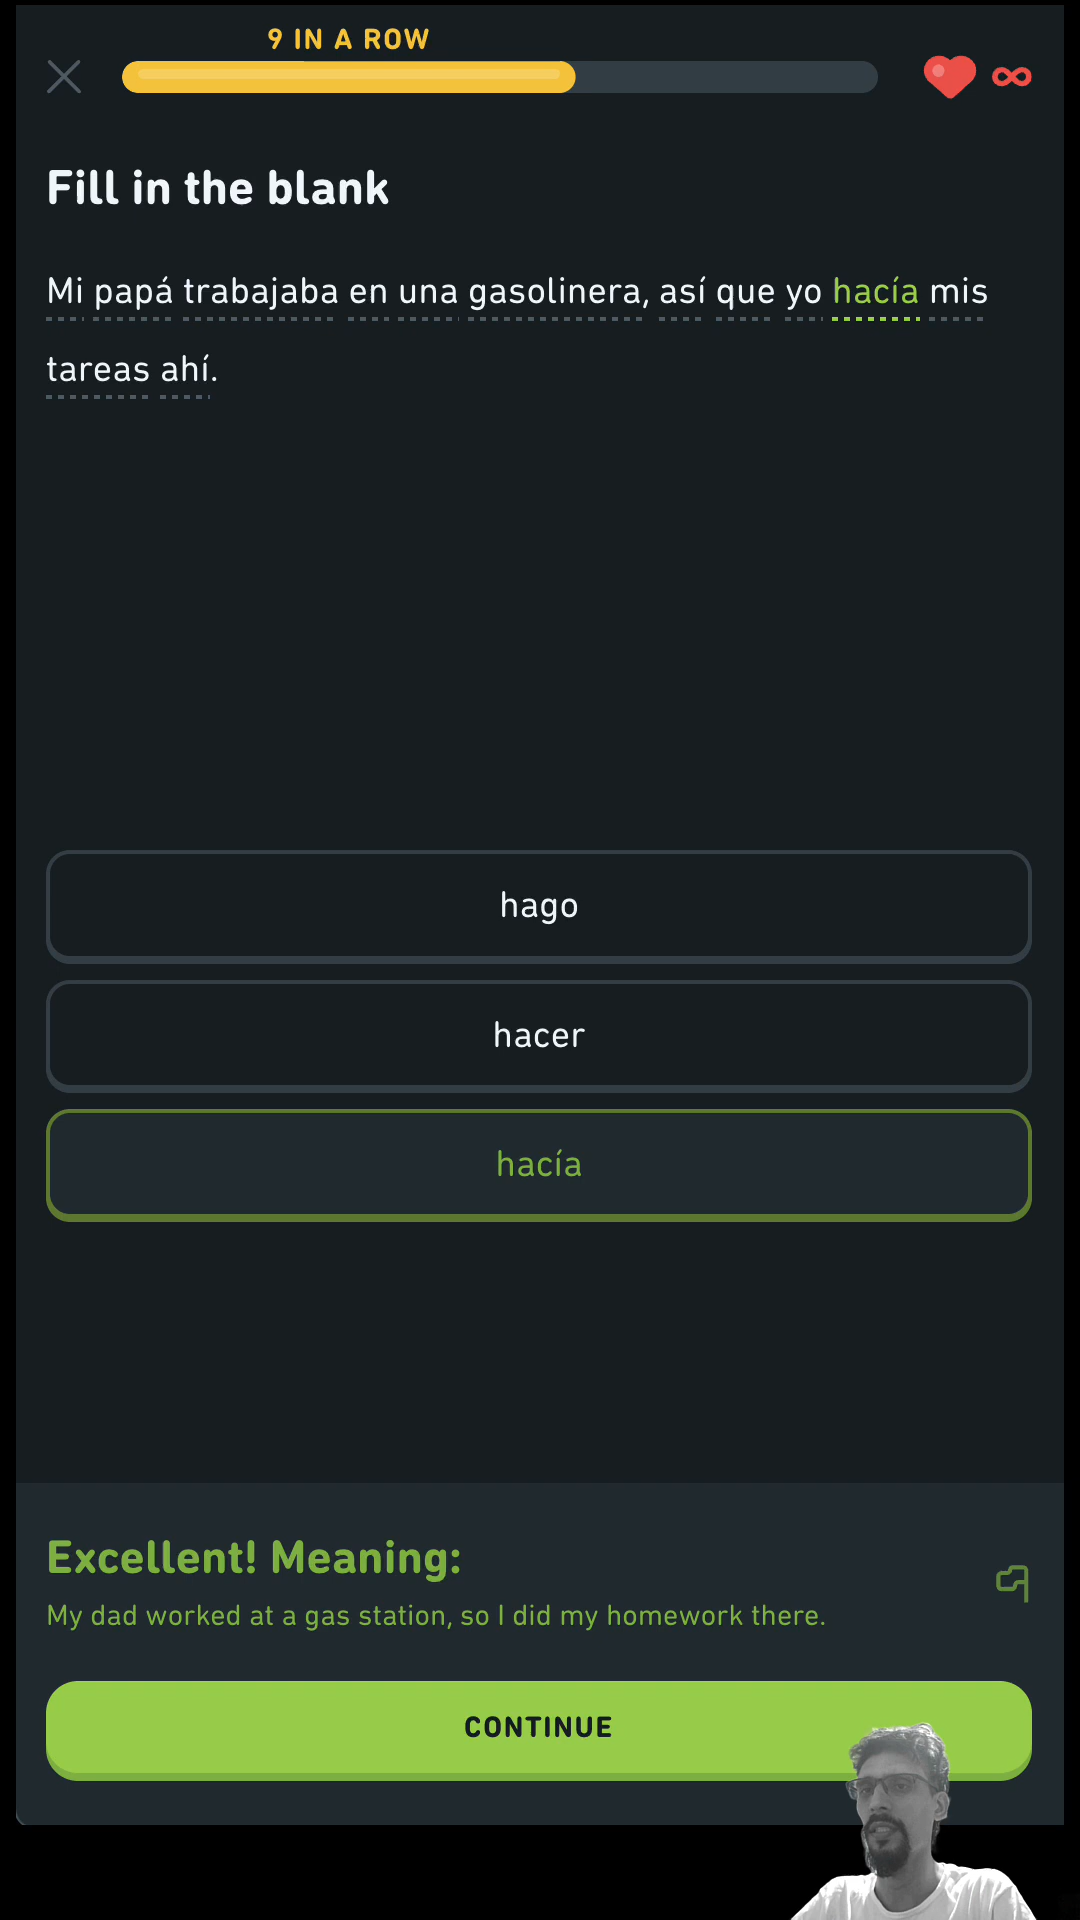 9 IN A ROW
Fill in the blank
Mi papá trabajaba en una gasolinera, así que yo hacía mis
tareas ahí.
hago
hacer
hacía
Excellent! Meaning:
My dad worked at a gas station, so I did my homework there.
CONTINUE